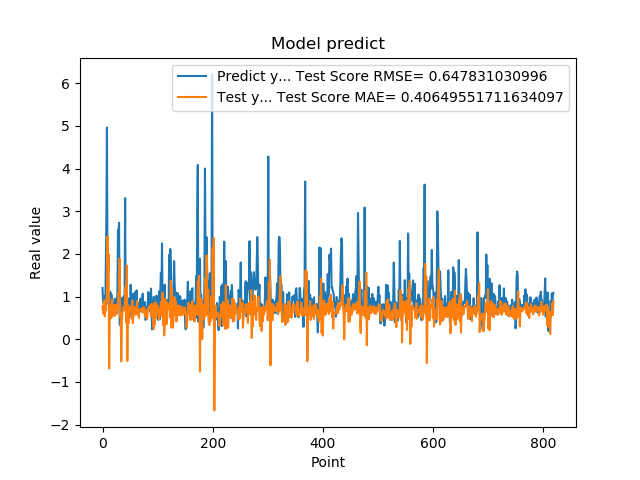 Model predict
Predict y... Test Score RMSE= 0.647831030996
Test y... Test Score MAE= 0.40649551711634097
6
5
4
3
2
1
0
−1
−2
Real value
0 200 400 600 800
Point